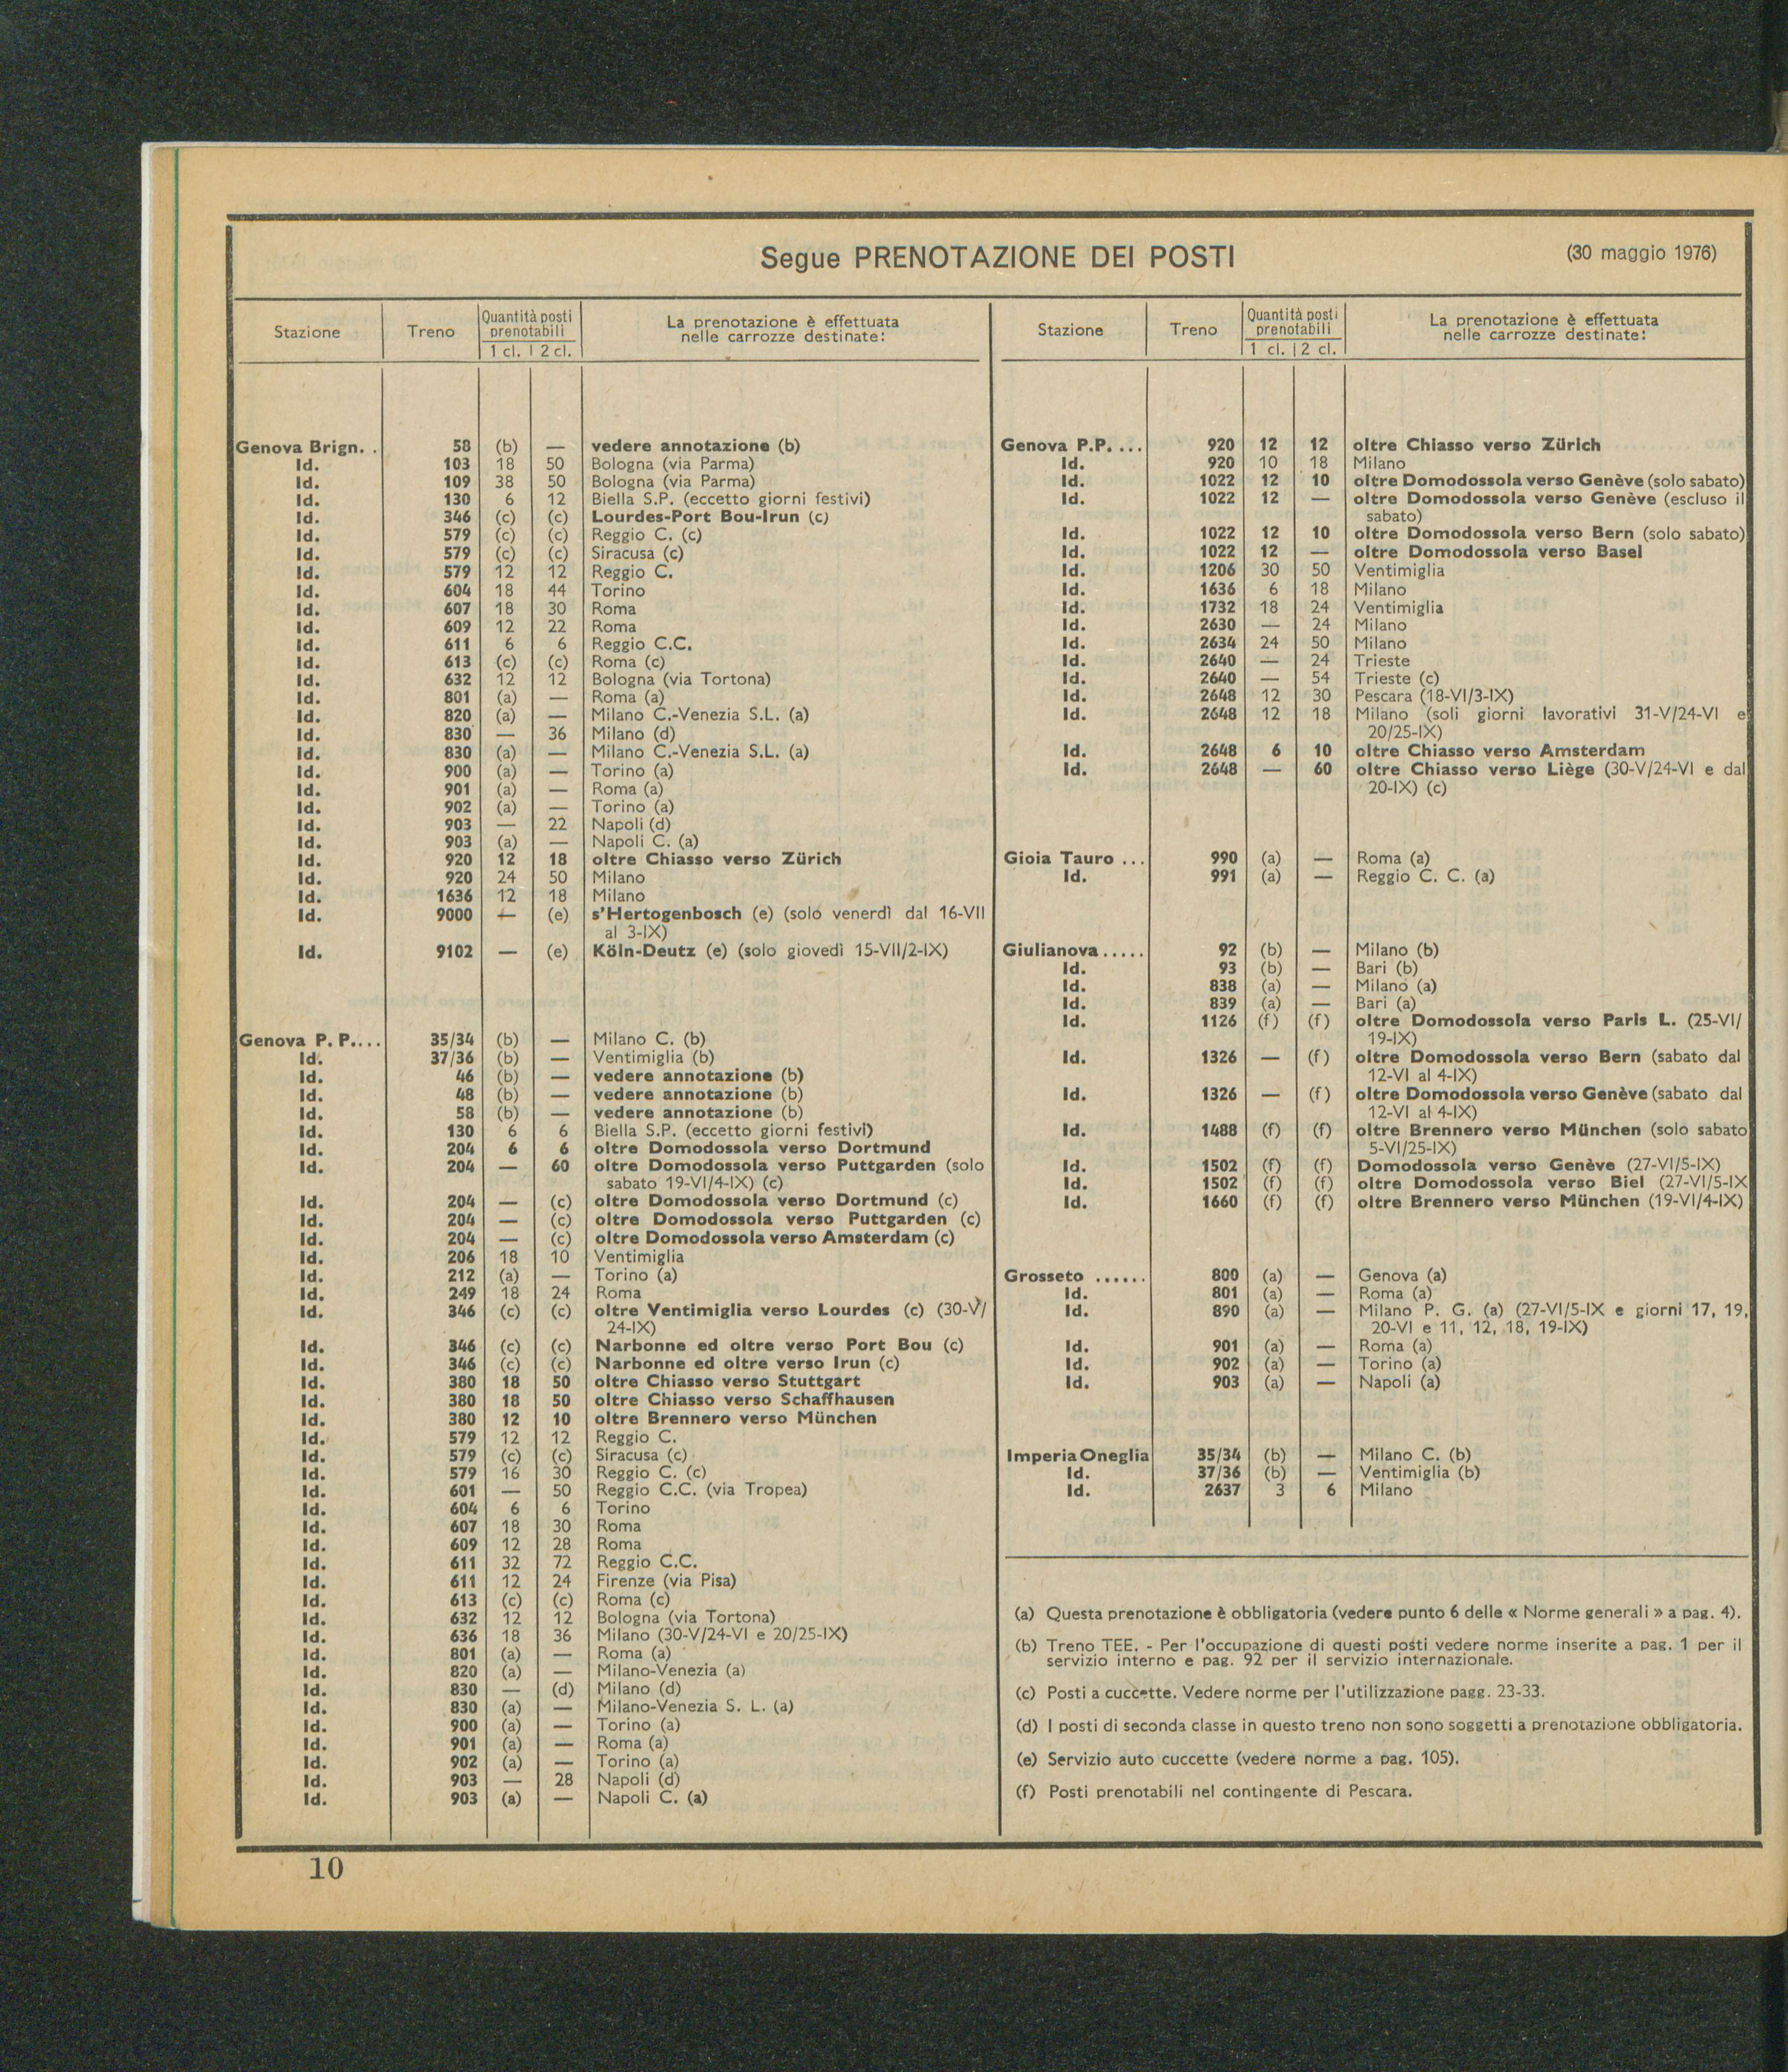 Segue PRENOTAZIONE DEI POSTI (30 maggio 1976)
Stazione Treno Quantità posti prenotabili 1 cl. 2 cl. La prenotazione è effettuata nelle carrozze destinate:
Genova Brign. . 58 (b) — vedere annotazione (b)
Id. 103 18 50 Bologna (via Parma)
Id. 109 38 50 Bologna (via Parma)
Id. 130 6 12 Biella S.P. (eccetto giorni festivi)
Id. 346 (c) (c) Lourdes-Port Bou-Irun (c)
Id. 579 (c) (c) Reggio C. (c)
Id. 579 (c) (c) Siracusa (c)
Id. 579 12 12 Reggio C.
Id. 604 18 44 Torino
Id. 607 18 30 Roma
Id. 609 12 22 Roma
Id. 611 6 6 Reggio C.C.
Id. 613 (c) (c) Roma (c)
Id. 632 12 12 Bologna (via Tortona)
Id. 801 (a) — Roma (a)
Id. 820 (a) — Milano C.-Venezia S.L. (a)
Id. 830 — 36 Milano (d)
Id. 830 (a) — Milano C.-Venezia S.L. (a)
Id. 900 (a) — Torino (a)
Id. 901 (a) — Roma (a)
Id. 902 (a) — Torino (a)
Id. 903 — 22 Napoli (d)
Id. 903 (a) — Napoli C. (a)
Id. 920 12 18 oltre Chiasso verso Zürich
Id. 920 24 50 Milano
Id. 1636 12 18 Milano
Id. 9000 — (e) s'Hertogenbosch (e) (solo venerdì dal 16-VII
al 3-IX)
Id. 9102 — (e) Köln-Deutz (e) (solo giovedì 15-VII/2-IX)
Genova P. P.... 35/34 (b) — Milano C. (b)
Id. 37/36 (b) — Ventimiglia (b)
Id. 46 (b) — vedere annotazione (b)
Id. 48 (b) — vedere annotazione (b)
Id. 58 (b) — vedere annotazione (b)
Id. 130 6 6 Biella S.P. (eccetto giorni festivi)
Id. 204 6 6 oltre Domodossola verso Dortmund
Id. 204 — 60 oltre Domodossola verso Puttgarden (solo
sabato 19-VI/4-IX) (c)
Id. 204 — (c) oltre Domodossola verso Dortmund (c)
Id. 204 — (c) oltre Domodossola verso Puttgarden (c)
Id. 204 — (c) oltre Domodossola verso Amsterdam (c)
Id. 206 18 10 Ventimiglia
Id. 212 (a) — Torino (a)
Id. 249 18 24 Roma
Id. 346 (c) (c) oltre Ventimiglia verso Lourdes (c) (30-V/
24-IX)
Id. 346 (c) (c) Narbonne ed oltre verso Port Bou (c)
Id. 346 (c) (c) Narbonne ed oltre verso Irun (c)
Id. 380 18 50 oltre Chiasso verso Stuttgart
Id. 380 18 50 oltre Chiasso verso Schaffhausen
Id. 380 12 10 oltre Brennero verso München
Id. 579 12 12 Reggio C.
Id. 579 (c) (c) Siracusa (c)
Id. 579 16 30 Reggio C. (c)
Id. 601 — 50 Reggio C.C. (via Tropea)
Id. 604 6 6 Torino
Id. 607 18 30 Roma
Id. 609 12 28 Roma
Id. 611 32 72 Reggio C.C.
Id. 611 12 24 Firenze (via Pisa)
Id. 613 (c) (c) Roma (c)
Id. 632 12 12 Bologna (via Tortona)
Id. 636 18 36 Milano (30-V/24-VI e 20/25-IX)
Id. 801 (a) — Roma (a)
Id. 820 (a) — Milano-Venezia (a)
Id. 830 — (d) Milano (d)
Id. 830 (a) — Milano-Venezia S. L. (a)
Id. 900 (a) — Torino (a)
Id. 901 (a) — Roma (a)
Id. 902 (a) — Torino (a)
Id. 903 — 28 Napoli (d)
Id. 903 (a) — Napoli C. (a)
Stazione Treno Quantità posti prenotabili 1 cl. 2 cl. La prenotazione è effettuata nelle carrozze destinate:
Genova P.P.... 920 12 12 oltre Chiasso verso Zürich
Id. 920 10 18 Milano
Id. 1022 12 10 oltre Domodossola verso Genève (solo sabato)
Id. 1022 12 — oltre Domodossola verso Genève (escluso il
sabato)
Id. 1022 12 10 oltre Domodossola verso Bern (solo sabato)
Id. 1022 12 — oltre Domodossola verso Basel
Id. 1206 30 50 Ventimiglia
Id. 1636 6 18 Milano
Id. 1732 18 24 Ventimiglia
Id. 2630 — 24 Milano
Id. 2634 24 50 Milano
Id. 2640 — 24 Trieste
Id. 2640 — 54 Trieste (c)
Id. 2648 12 30 Pescara (18-VI/3-IX)
Id. 2648 12 18 Milano (soli giorni lavorativi 31-V/24-VI e
20/25-IX)
Id. 2648 6 10 oltre Chiasso verso Amsterdam
Id. 2648 — 60 oltre Chiasso verso Liège (30-V/24-VI e dal
20-IX) (c)
Gioia Tauro ... 990 (a) — Roma (a)
Id. 991 (a) — Reggio C. C. (a)
Giulianova..... 92 (b) — Milano (b)
Id. 93 (b) — Bari (b)
Id. 838 (a) — Milano (a)
Id. 839 (a) — Bari (a)
Id. 1126 (f) (f) oltre Domodossola verso Paris L. (25-VI/
19-IX)
Id. 1326 — (f) oltre Domodossola verso Bern (sabato dal
12-VI al 4-IX)
Id. 1326 — (f) oltre Domodossola verso Genève (sabato dal
12-VI al 4-IX)
Id. 1488 (f) (f) oltre Brennero verso München (solo sabato
5-VI/25-IX)
Id. 1502 (f) (f) Domodossola verso Genève (27-VI/5-IX)
Id. 1502 (f) (f) oltre Domodossola verso Biel (27-VI/5-IX
Id. 1660 (f) (f) oltre Brennero verso München (19-VI/4-IX)
Grosseto ...... 800 (a) — Genova (a)
Id. 801 (a) — Roma (a)
Id. 890 (a) — Milano P. G. (a) (27-VI/5-IX e giorni 17, 19,
20-VI e 11, 12, 18, 19-IX)
Id. 901 (a) — Roma (a)
Id. 902 (a) — Torino (a)
Id. 903 (a) — Napoli (a)
Imperia Oneglia 35/34 (b) — Milano C. (b)
Id. 37/36 (b) — Ventimiglia (b)
Id. 2637 3 6 Milano
(a) Questa prenotazione è obbligatoria (vedere punto 6 delle « Norme generali » a pag. 4).
(b) Treno TEE. - Per l'occupazione di questi posti vedere norme inserite a pag. 1 per il
servizio interno e pag. 92 per il servizio internazionale.
(c) Posti a cuccette. Vedere norme per l'utilizzazione pagg. 23-33.
(d) I posti di seconda classe in questo treno non sono soggetti a prenotazione obbligatoria.
(e) Servizio auto cuccette (vedere norme a pag. 105).
(f) Posti prenotabili nel contingente di Pescara.
10